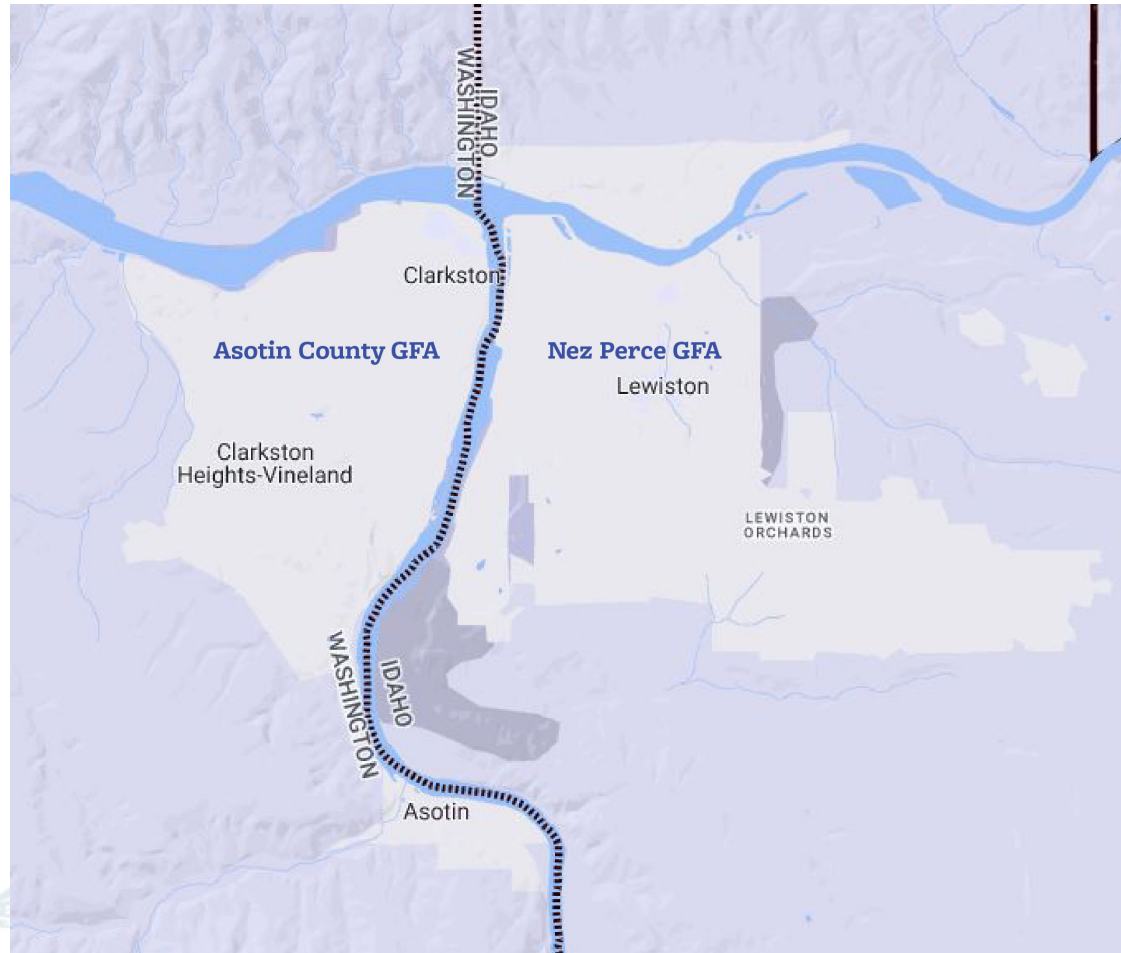 IDAHO
WASHINGTON
Clarkston
Asotin County GFA
Nez Perce GFA
Lewiston
Clarkston
Heights-Vineland
LEWISTON
ORCHARDS
IDAHO
WASHINGTON
Asotin